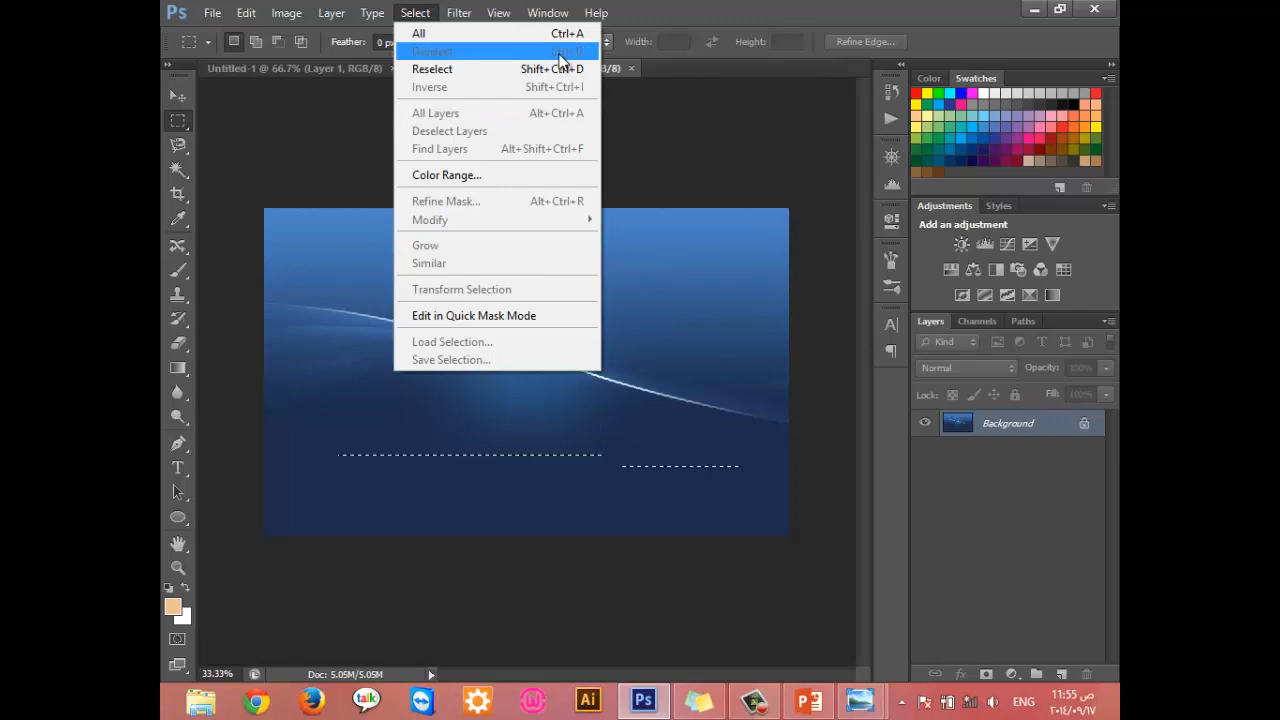 Ps File Edit Image Layer Type Select Filter View Window Help
Feather: 0 p Width: Height: Refine Edge...
Untitled-1 @ 66.7% (Layer 1, RGB/8) /8)
All Ctrl+A
Deselect Ctrl+D
Reselect Shift+Ctrl+D
Inverse Shift+Ctrl+I
All Layers Alt+Ctrl+A
Deselect Layers
Find Layers Alt+Shift+Ctrl+F
Color Range...
Refine Mask... Alt+Ctrl+R
Modify
Grow
Similar
Transform Selection
Edit in Quick Mask Mode
Load Selection...
Save Selection...
Color Swatches
Adjustments Styles
Add an adjustment
Layers Channels Paths
Kind
Normal Opacity: 100%
Lock: Fill: 100%
Background
33.33% Doc: 5.05M/5.05M
talk Ai Ps ENG 11:55 ص
٢٠١٤/٠٩/١٧